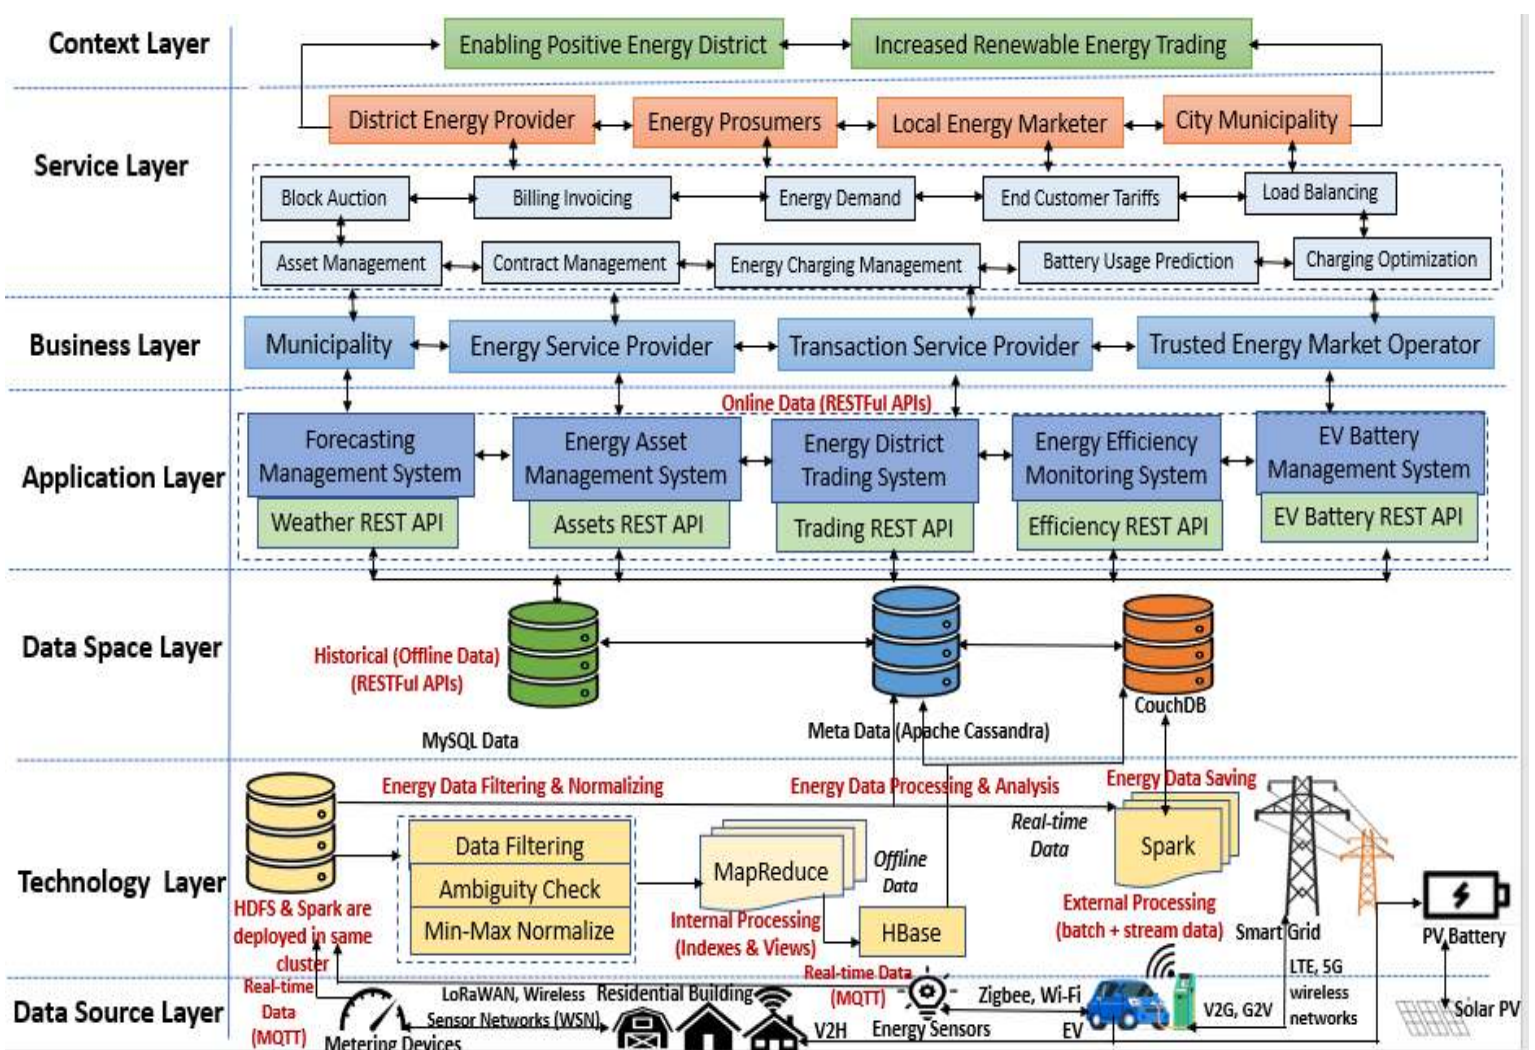 Context Layer
Enabling Positive Energy District
Increased Renewable Energy Trading
Service Layer
District Energy Provider
Energy Prosumers
Local Energy Marketer
City Municipality
Block Auction
Billing Invoicing
Energy Demand
End Customer Tariffs
Load Balancing
Asset Management
Contract Management
Energy Charging Management
Battery Usage Prediction
Charging Optimization
Business Layer
Municipality
Energy Service Provider
Transaction Service Provider
Trusted Energy Market Operator
Online Data (RESTFul APIs)
Application Layer
Forecasting
Management System
Energy Asset
Management System
Energy District
Trading System
Energy Efficiency
Monitoring System
EV Battery
Management System
Weather REST API
Assets REST API
Trading REST API
Efficiency REST API
EV Battery REST API
Data Space Layer
Historical (Offline Data)
(RESTFul APIs)
MySQL Data
Meta Data (Apache Cassandra)
CouchDB
Technology Layer
Energy Data Filtering & Normalizing
Energy Data Processing & Analysis
Energy Data Saving
Data Filtering
Ambiguity Check
Min-Max Normalize
MapReduce
Offline
Data
Real-time
Data
Spark
HDFS & Spark are
deployed in same
cluster
Internal Processing
(Indexes & Views)
HBase
External Processing
(batch + stream data)
Smart Grid
PV Battery
Data Source Layer
Real-time
Data
(MQTT)
Metering Devices
LoRaWAN, Wireless
Sensor Networks (WSN)
Residential Building
V2H
Real-time Data
(MQTT)
Energy Sensors
Zigbee, Wi-Fi
EV
V2G, G2V
LTE, 5G
wireless
networks
Solar PV